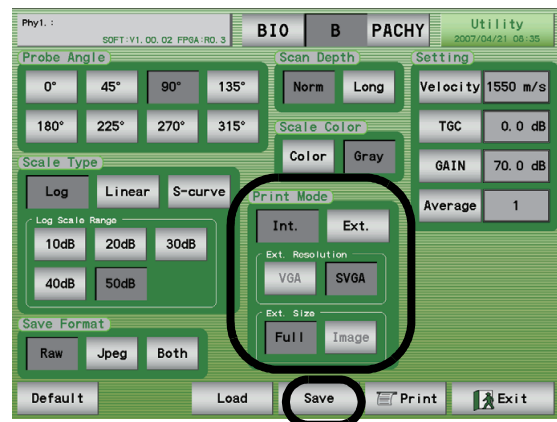 Phy1. :
SOFT:V1.00.02 FPGA:R0.3
BIO B PACHY
Utility
2007/04/21 08:35
Probe Angle
0° 45° 90° 135°
180° 225° 270° 315°
Scan Depth
Norm Long
Scale Color
Color Gray
Setting
Velocity 1550 m/s
TGC 0.0 dB
GAIN 70.0 dB
Average 1
Scale Type
Log Linear S-curve
Log Scale Range
10dB 20dB 30dB
40dB 50dB
Print Mode
Int. Ext.
Ext. Resolution
VGA SVGA
Ext. Size
Full Image
Save Format
Raw Jpeg Both
Default Load Save Print Exit